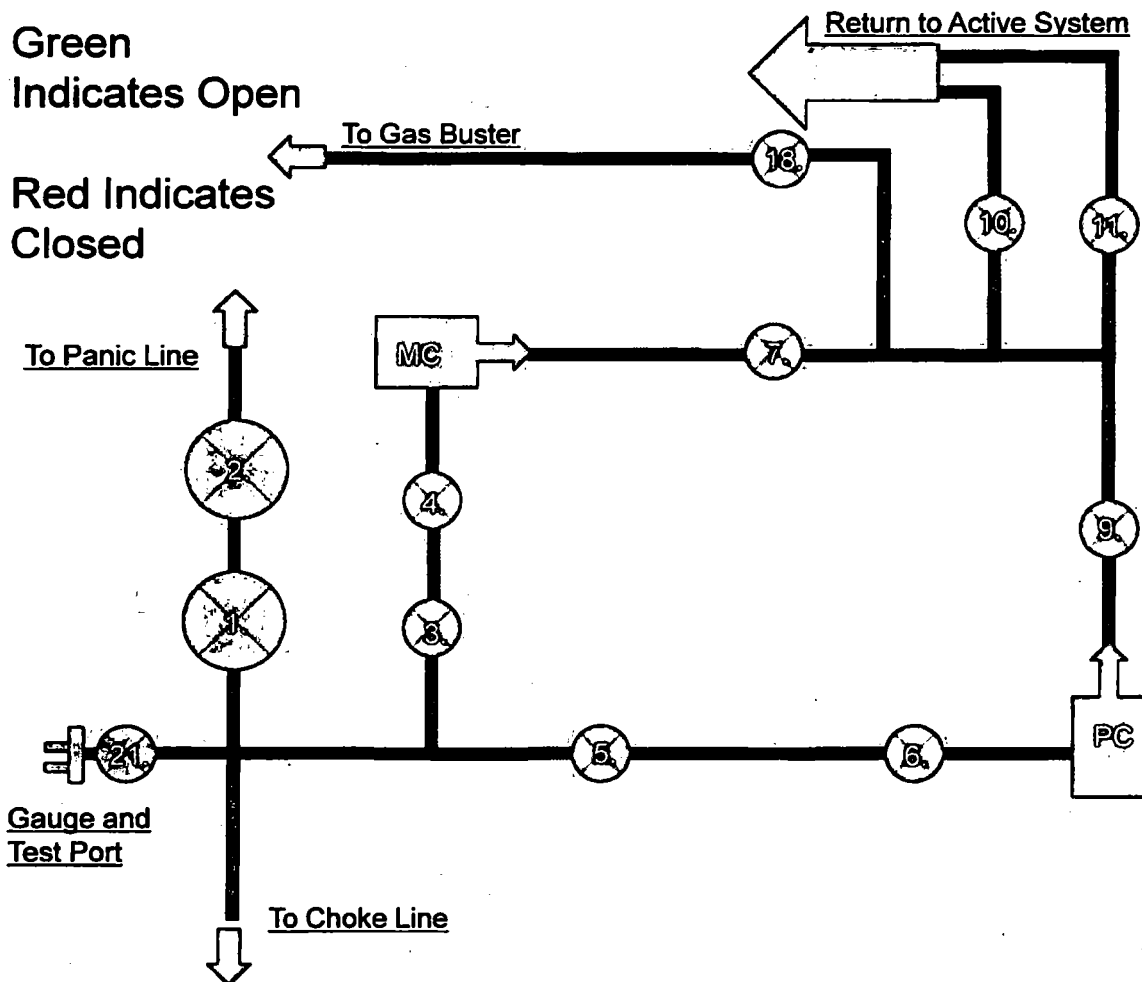 Green
Indicates Open
Red Indicates
Closed
Return to Active System
To Gas Buster
18.
10.
11.
To Panic Line
MC
7.
2
4.
9.
1.
3.
21.
5.
6.
PC
Gauge and
Test Port
To Choke Line